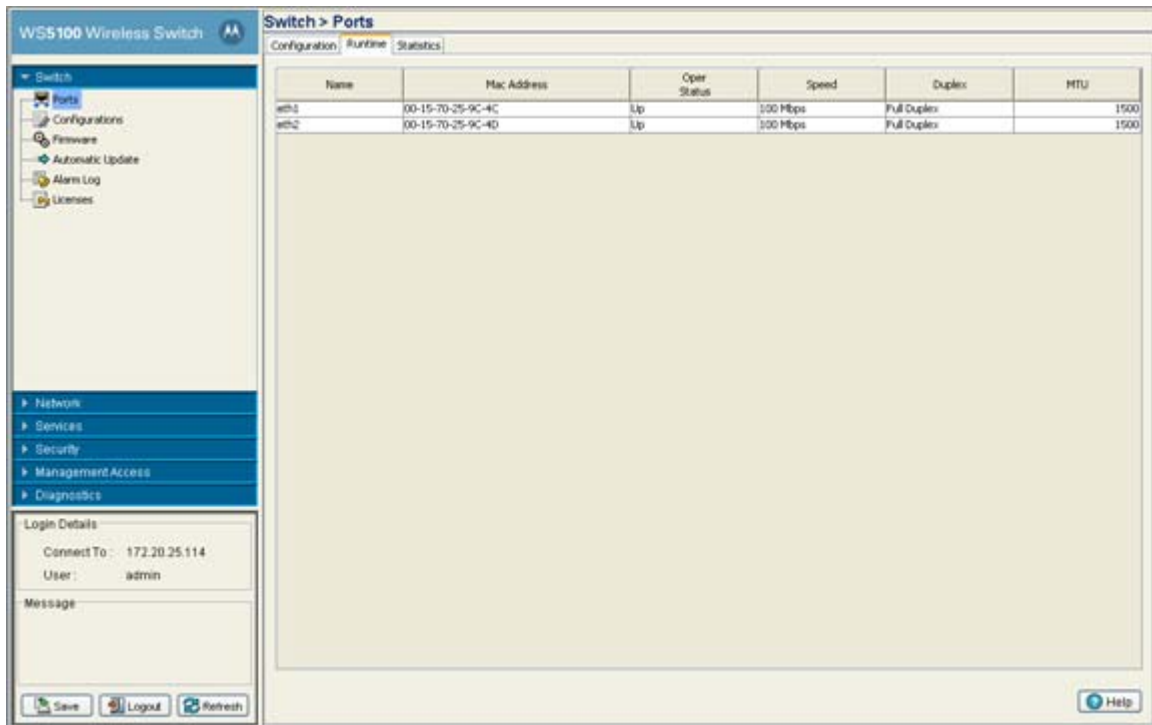 WS5100 Wireless Switch
Switch
Ports
Configurations
Firmware
Automatic Update
Alarm Log
Licenses
Network
Services
Security
Management Access
Diagnostics
Login Details
Connect To : 172.20.25.114
User : admin
Message
Save Logout Refresh
Switch > Ports
Configuration Runtime Statistics
Name Mac Address Oper Status Speed Duplex MTU
eth1 00-15-70-25-9C-4C Up 100 Mbps Full Duplex 1500
eth2 00-15-70-25-9C-4D Up 100 Mbps Full Duplex 1500
Help